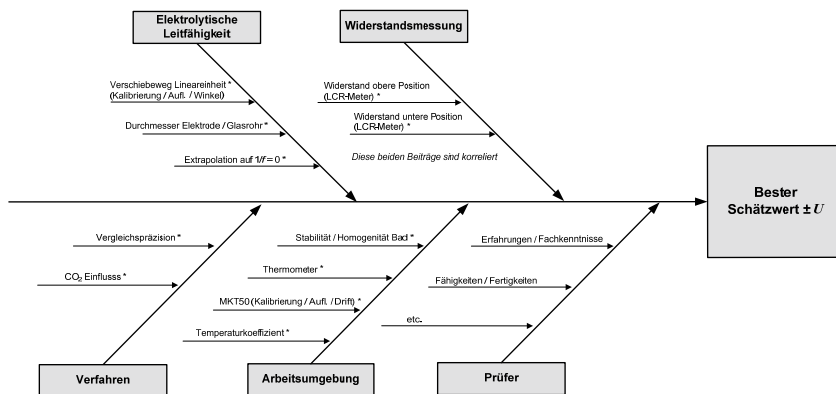 Elektrolytische
Leitfähigkeit
Widerstandsmessung
Verschiebeweg Lineareinheit *
(Kalibrierung / Aufl. / Winkel)
Durchmesser Elektrode / Glasrohr *
Extrapolation auf 1/f = 0 *
Widerstand obere Position
(LCR-Meter) *
Widerstand untere Position
(LCR-Meter) *
Diese beiden Beiträge sind korreliert
Bester
Schätzwert ± U
Vergleichspräzision *
CO₂ Einflusss *
Stabilität / Homogenität Bad *
Thermometer *
MKT50 (Kalibrierung / Aufl. / Drift) *
Temperaturkoeffizient *
Erfahrungen / Fachkenntnisse
Fähigkeiten / Fertigkeiten
etc.
Verfahren
Arbeitsumgebung
Prüfer